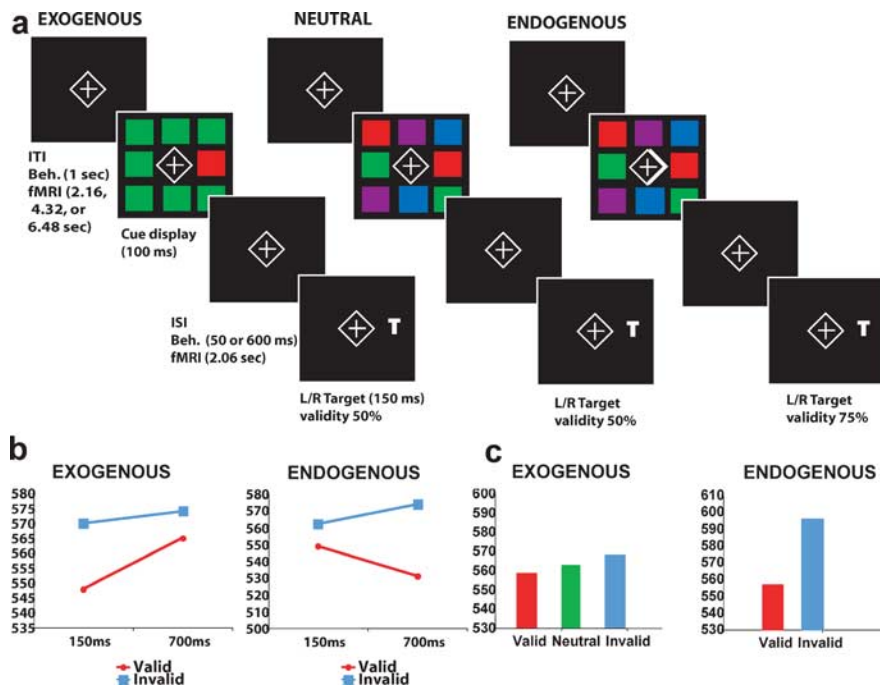 a
EXOGENOUS
NEUTRAL
ENDOGENOUS
ITI
Beh. (1 sec)
fMRI (2.16,
4.32, or
6.48 sec)
Cue display
(100 ms)
ISI
Beh. (50 or 600 ms)
fMRI (2.06 sec)
T
T
T
L/R Target (150 ms)
validity 50%
L/R Target
validity 50%
L/R Target
validity 75%
b
EXOGENOUS
580
575
570
565
560
555
550
545
540
535
150ms
700ms
Valid
Invalid
ENDOGENOUS
580
570
560
550
540
530
520
510
500
150ms
700ms
Valid
Invalid
c
EXOGENOUS
600
590
580
570
560
550
540
530
Valid Neutral Invalid
ENDOGENOUS
610
600
590
580
570
560
550
540
530
Valid Invalid